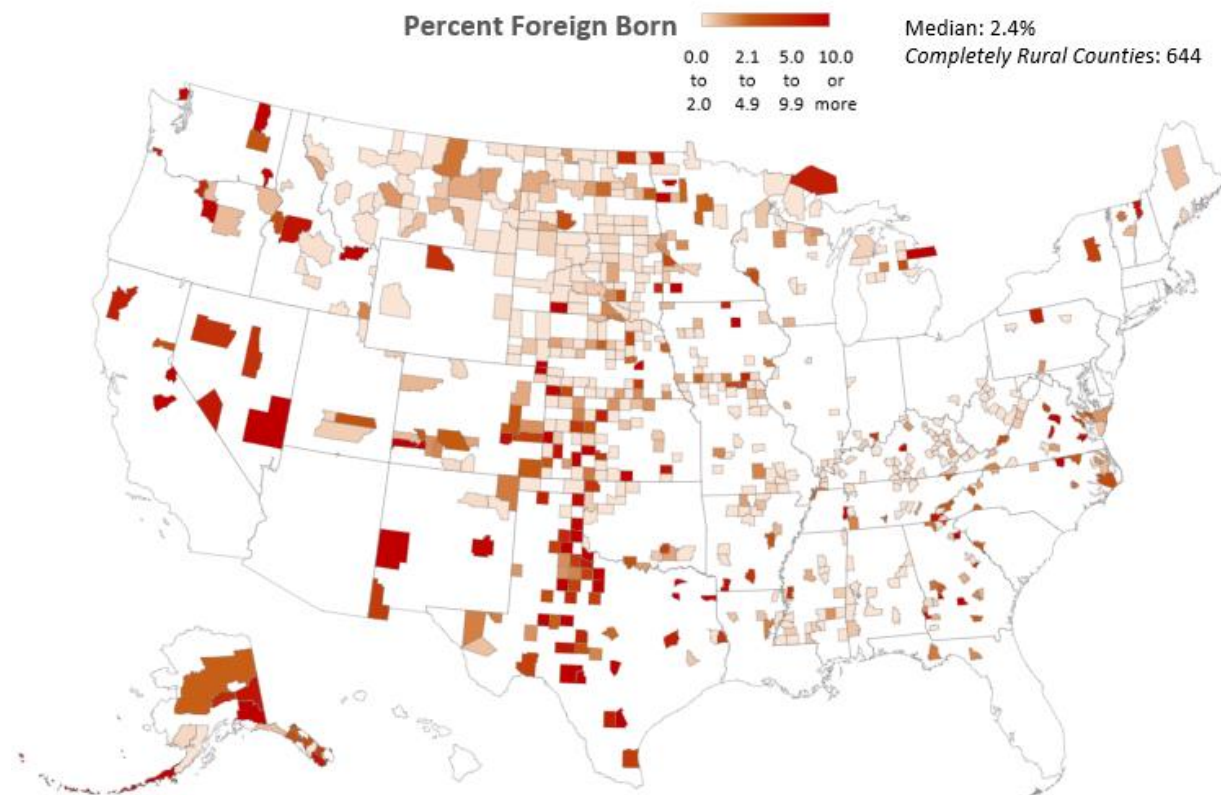 Percent Foreign Born
0.0 2.1 5.0 10.0
to to to or
2.0 4.9 9.9 more
Median: 2.4%
Completely Rural Counties: 644